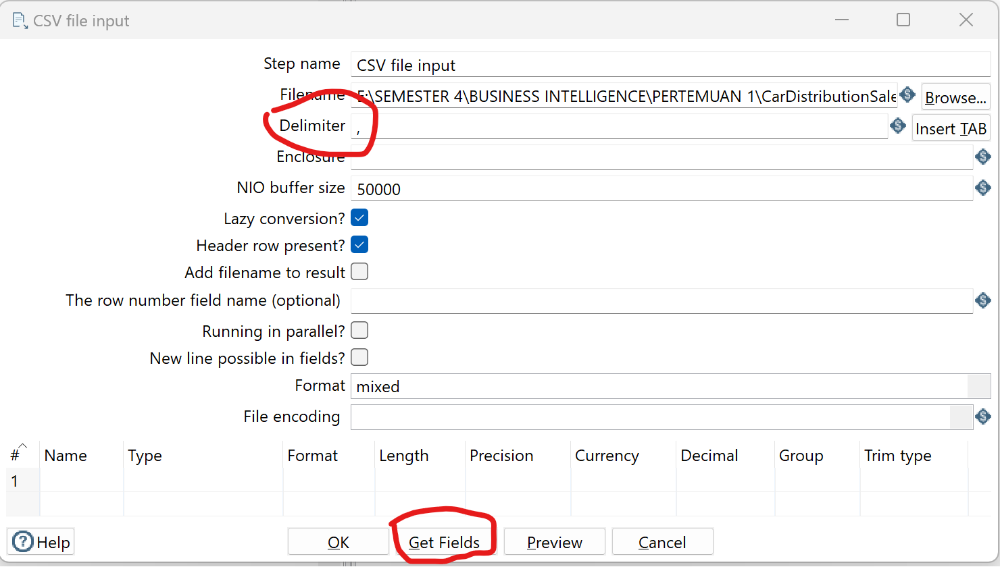 CSV file input
Step name CSV file input
Filename E:\SEMESTER 4\BUSINESS INTELLIGENCE\PERTEMUAN 1\CarDistributionSale Browse...
Delimiter , Insert TAB
Enclosure
NIO buffer size 50000
Lazy conversion?
Header row present?
Add filename to result
The row number field name (optional)
Running in parallel?
New line possible in fields?
Format mixed
File encoding
# Name Type Format Length Precision Currency Decimal Group Trim type
1
Help OK Get Fields Preview Cancel